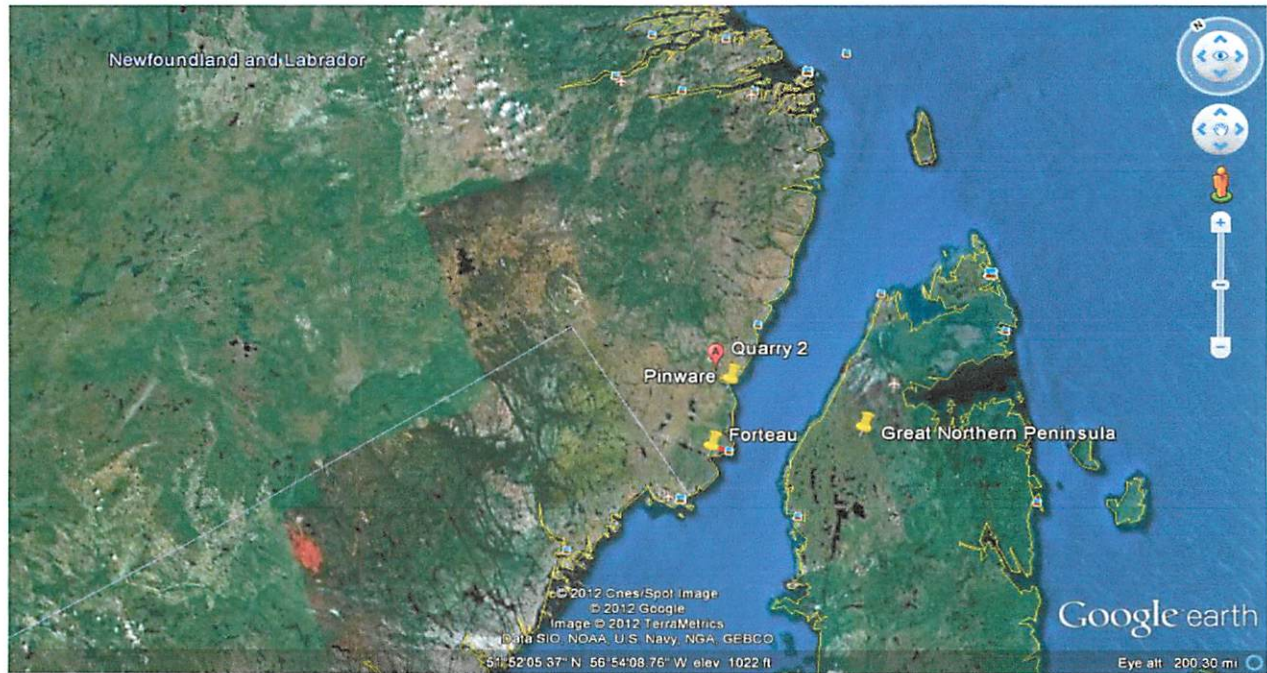 N
Newfoundland and Labrador
A
Quarry 2
Pinware
Forteau
Great Northern Peninsula
© 2012 Cnes/Spot Image
© 2012 Google
Image © 2012 TerraMetrics
Data SIO, NOAA, U.S. Navy, NGA, GEBCO
Google earth
51°52'05.37" N 56°54'08.76" W elev 1022 ft
Eye alt 200.30 mi